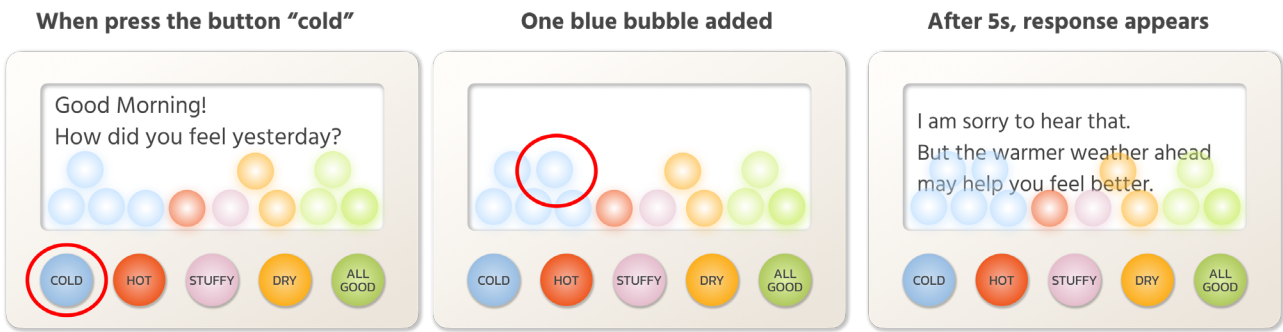 When press the button “cold”
Good Morning!
How did you feel yesterday?
COLD
HOT
STUFFY
DRY
ALL
GOOD
One blue bubble added
COLD
HOT
STUFFY
DRY
ALL
GOOD
After 5s, response appears
I am sorry to hear that.
But the warmer weather ahead
may help you feel better.
COLD
HOT
STUFFY
DRY
ALL
GOOD